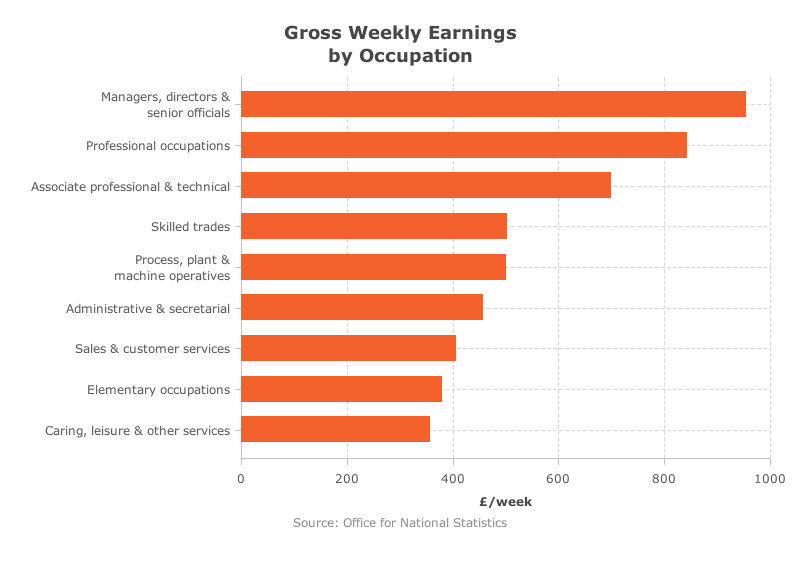 Gross Weekly Earnings
by Occupation
Managers, directors &
senior officials
Professional occupations
Associate professional & technical
Skilled trades
Process, plant &
machine operatives
Administrative & secretarial
Sales & customer services
Elementary occupations
Caring, leisure & other services
0 200 400 600 800 1000
£/week
Source: Office for National Statistics